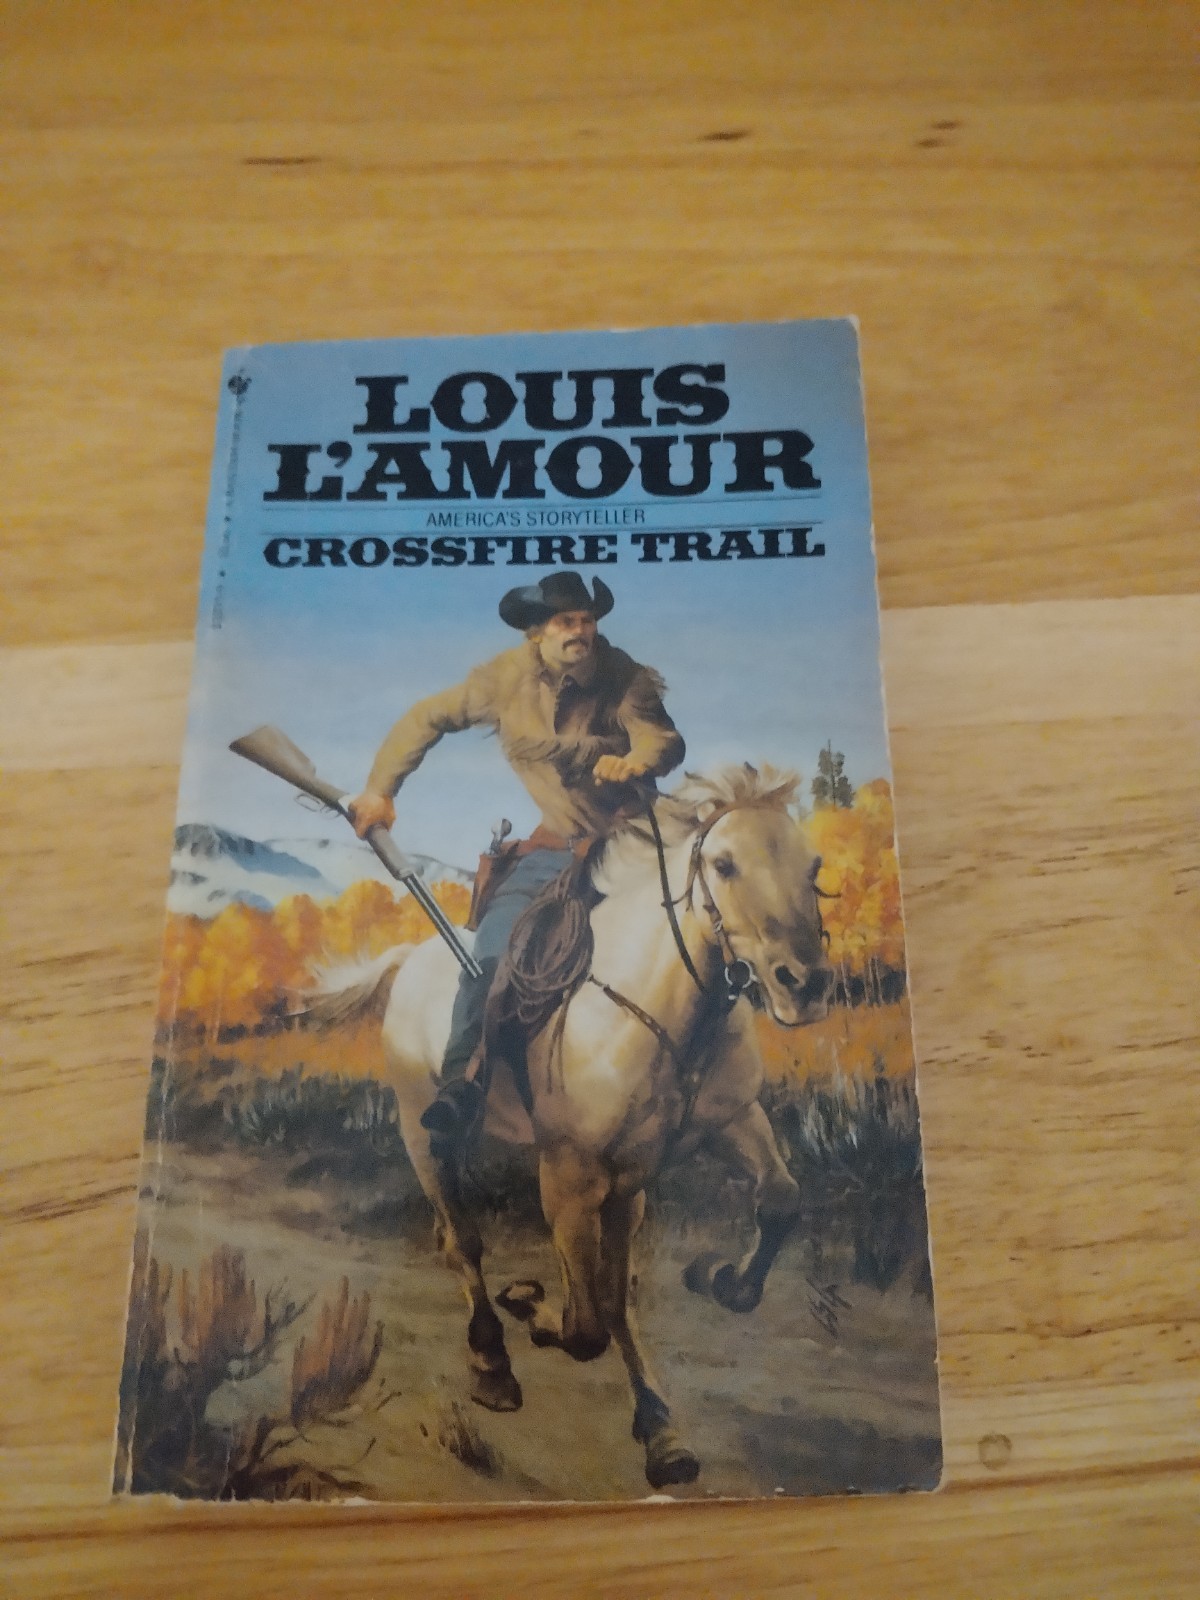 LOUIS
L'AMOUR
AMERICA'S STORYTELLER
CROSSFIRE TRAIL